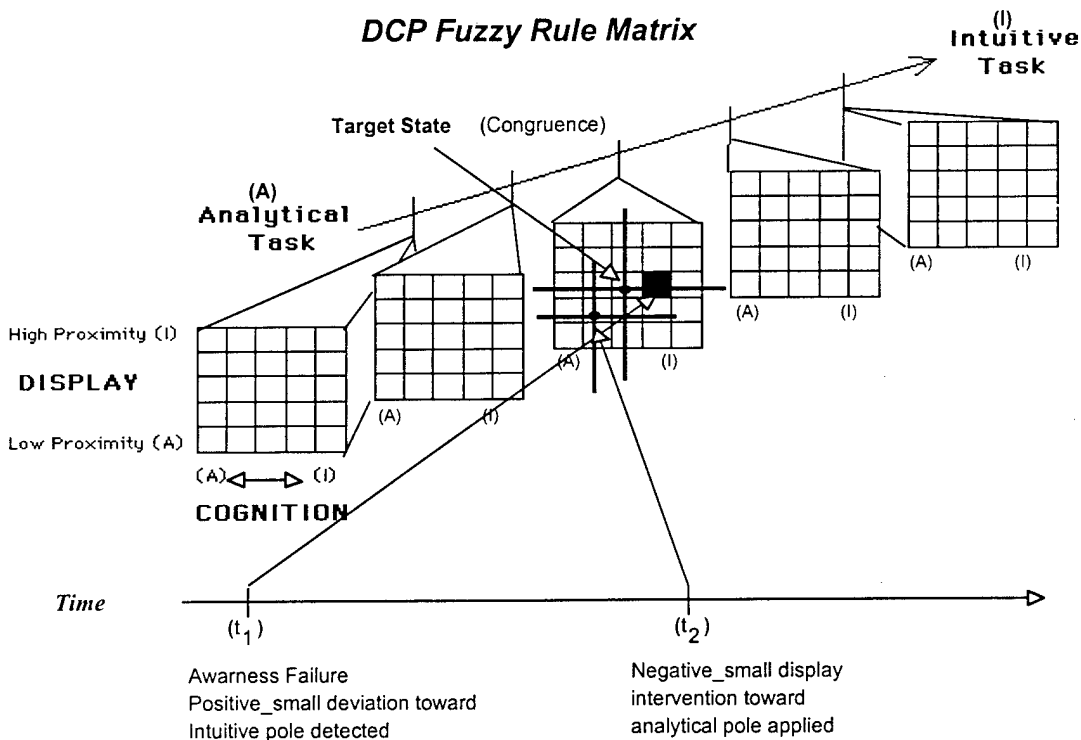 DCP Fuzzy Rule Matrix
(I)
Intuitive
Task
Target State (Congruence)
(A)
Analytical
Task
(A) (I)
(A) (I)
(A) (I)
High Proximity (I)
DISPLAY
(A) (I)
Low Proximity (A)
(A) (I)
COGNITION
Time
(t1) (t2)
Awarness Failure
Positive_small deviation toward
Intuitive pole detected
Negative_small display
intervention toward
analytical pole applied